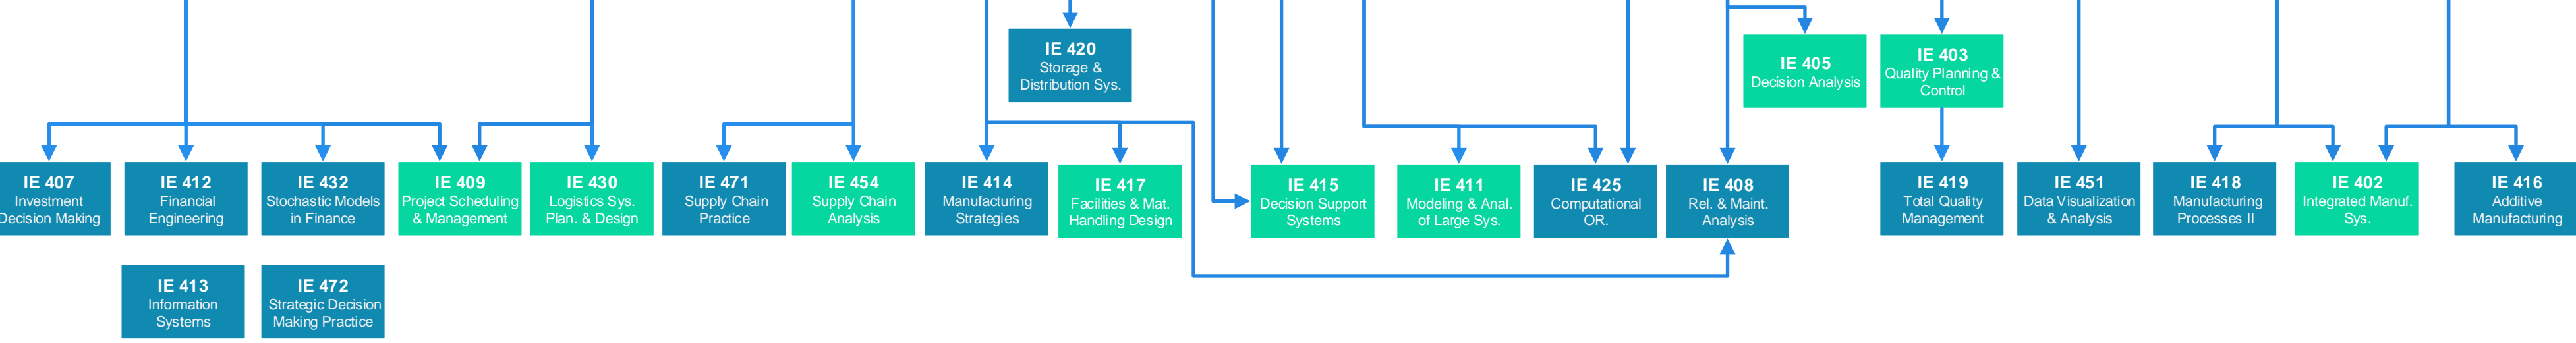 IE 420
Storage &
Distribution Sys.
IE 405
Decision Analysis
IE 403
Quality Planning &
Control
IE 407
Investment
Decision Making
IE 412
Financial
Engineering
IE 432
Stochastic Models
in Finance
IE 409
Project Scheduling
& Management
IE 430
Logistics Sys.
Plan. & Design
IE 471
Supply Chain
Practice
IE 454
Supply Chain
Analysis
IE 414
Manufacturing
Strategies
IE 417
Facilities & Mat.
Handling Design
IE 415
Decision Support
Systems
IE 411
Modeling & Anal.
of Large Sys.
IE 425
Computational
OR.
IE 408
Rel. & Maint.
Analysis
IE 419
Total Quality
Management
IE 451
Data Visualization
& Analysis
IE 418
Manufacturing
Processes II
IE 402
Integrated Manuf.
Sys.
IE 416
Additive
Manufacturing
IE 413
Information
Systems
IE 472
Strategic Decision
Making Practice